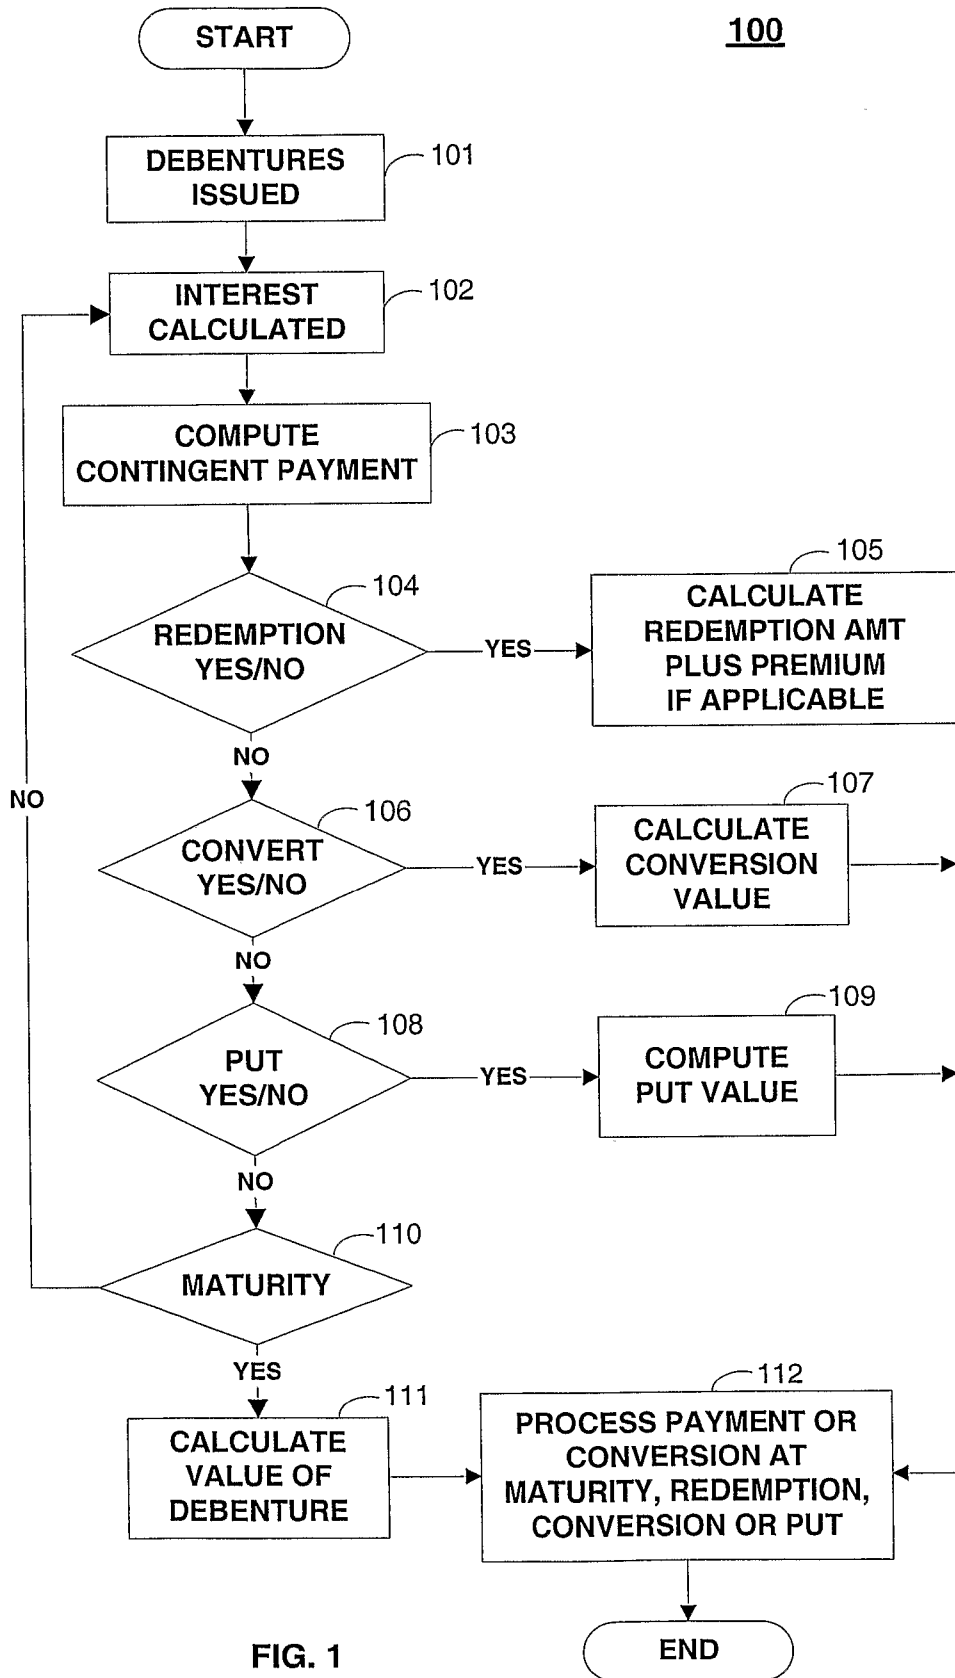 100
START
DEBENTURES
ISSUED
101
INTEREST
CALCULATED
102
COMPUTE
CONTINGENT PAYMENT
103
REDEMPTION
YES/NO
104
YES
CALCULATE
REDEMPTION AMT
PLUS PREMIUM
IF APPLICABLE
105
NO
NO
CONVERT
YES/NO
106
YES
CALCULATE
CONVERSION
VALUE
107
NO
PUT
YES/NO
108
YES
COMPUTE
PUT VALUE
109
NO
MATURITY
110
YES
CALCULATE
VALUE OF
DEBENTURE
111
PROCESS PAYMENT OR
CONVERSION AT
MATURITY, REDEMPTION,
CONVERSION OR PUT
112
END
FIG. 1